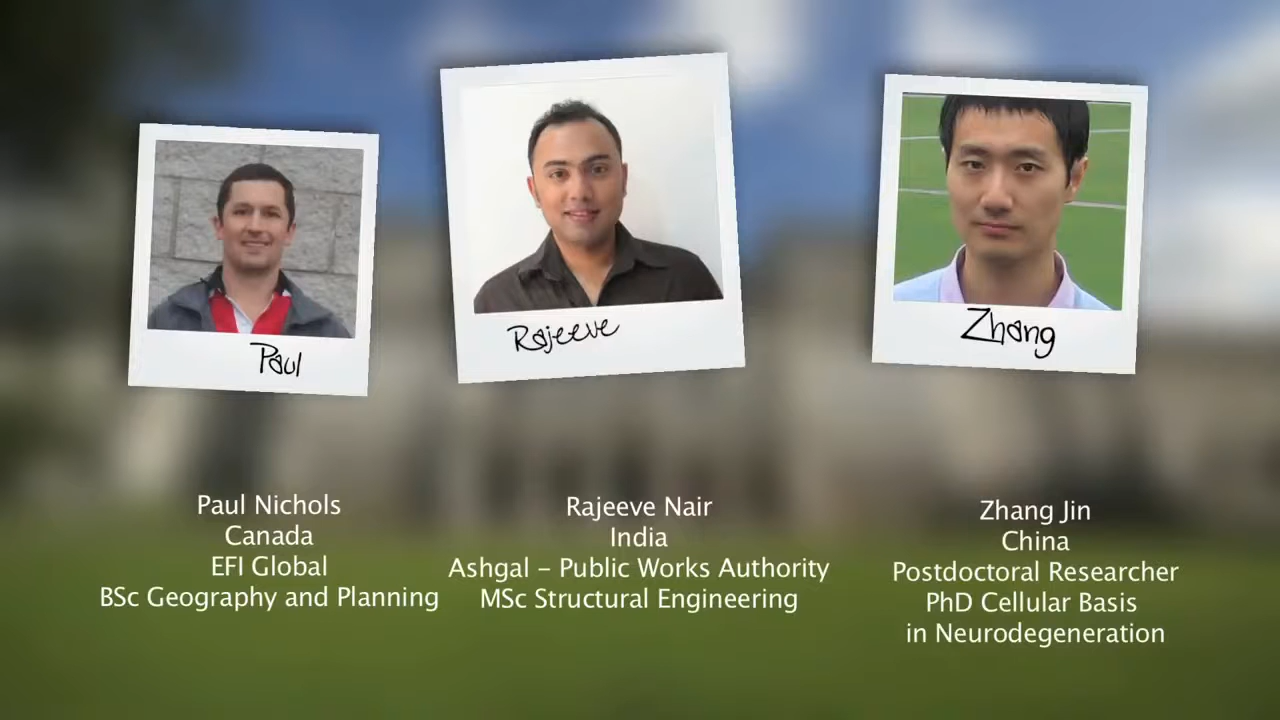 Paul
Rajeeve
Zhang
Paul Nichols
Canada
EFI Global
BSc Geography and Planning
Rajeeve Nair
India
Ashgal – Public Works Authority
MSc Structural Engineering
Zhang Jin
China
Postdoctoral Researcher
PhD Cellular Basis
in Neurodegeneration